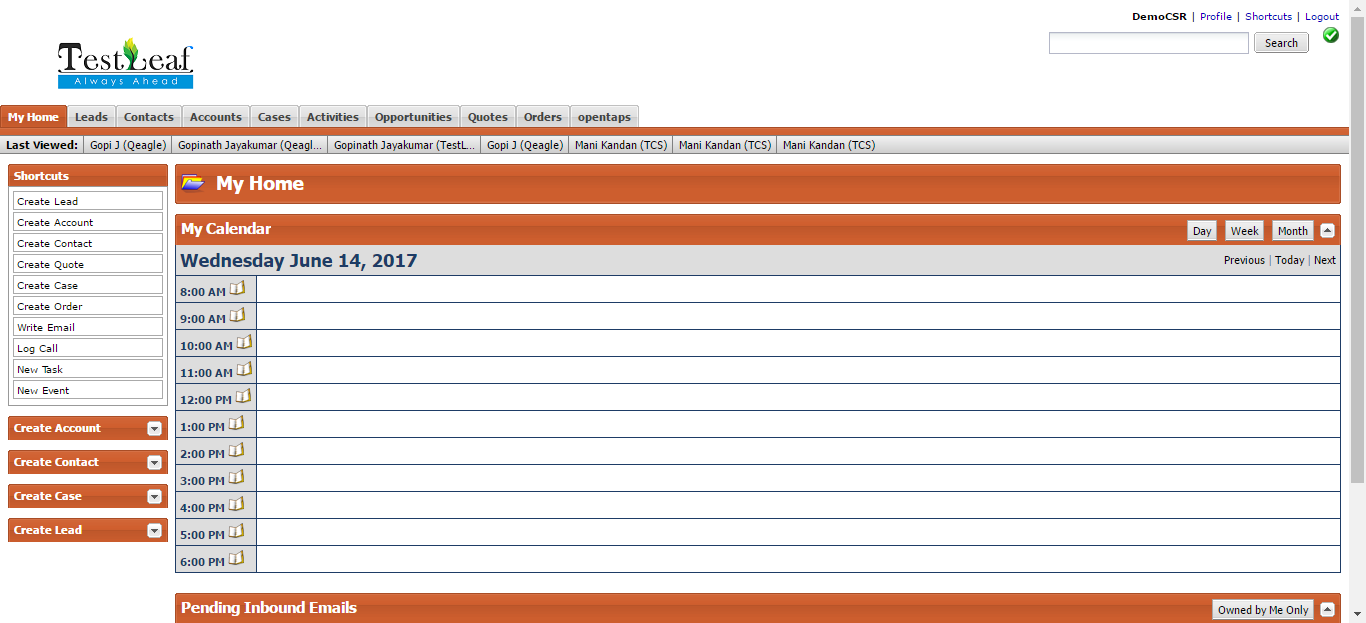 DemoCSR | Profile | Shortcuts | Logout
Search
TestLeaf
Always Ahead
My Home Leads Contacts Accounts Cases Activities Opportunities Quotes Orders opentaps
Last Viewed: Gopi J (Qeagle) Gopinath Jayakumar (Qeagl... Gopinath Jayakumar (TestL... Gopi J (Qeagle) Mani Kandan (TCS) Mani Kandan (TCS) Mani Kandan (TCS)
Shortcuts
Create Lead
Create Account
Create Contact
Create Quote
Create Case
Create Order
Write Email
Log Call
New Task
New Event
Create Account
Create Contact
Create Case
Create Lead
My Home
My Calendar Day Week Month
Wednesday June 14, 2017 Previous | Today | Next
8:00 AM
9:00 AM
10:00 AM
11:00 AM
12:00 PM
1:00 PM
2:00 PM
3:00 PM
4:00 PM
5:00 PM
6:00 PM
Pending Inbound Emails Owned by Me Only